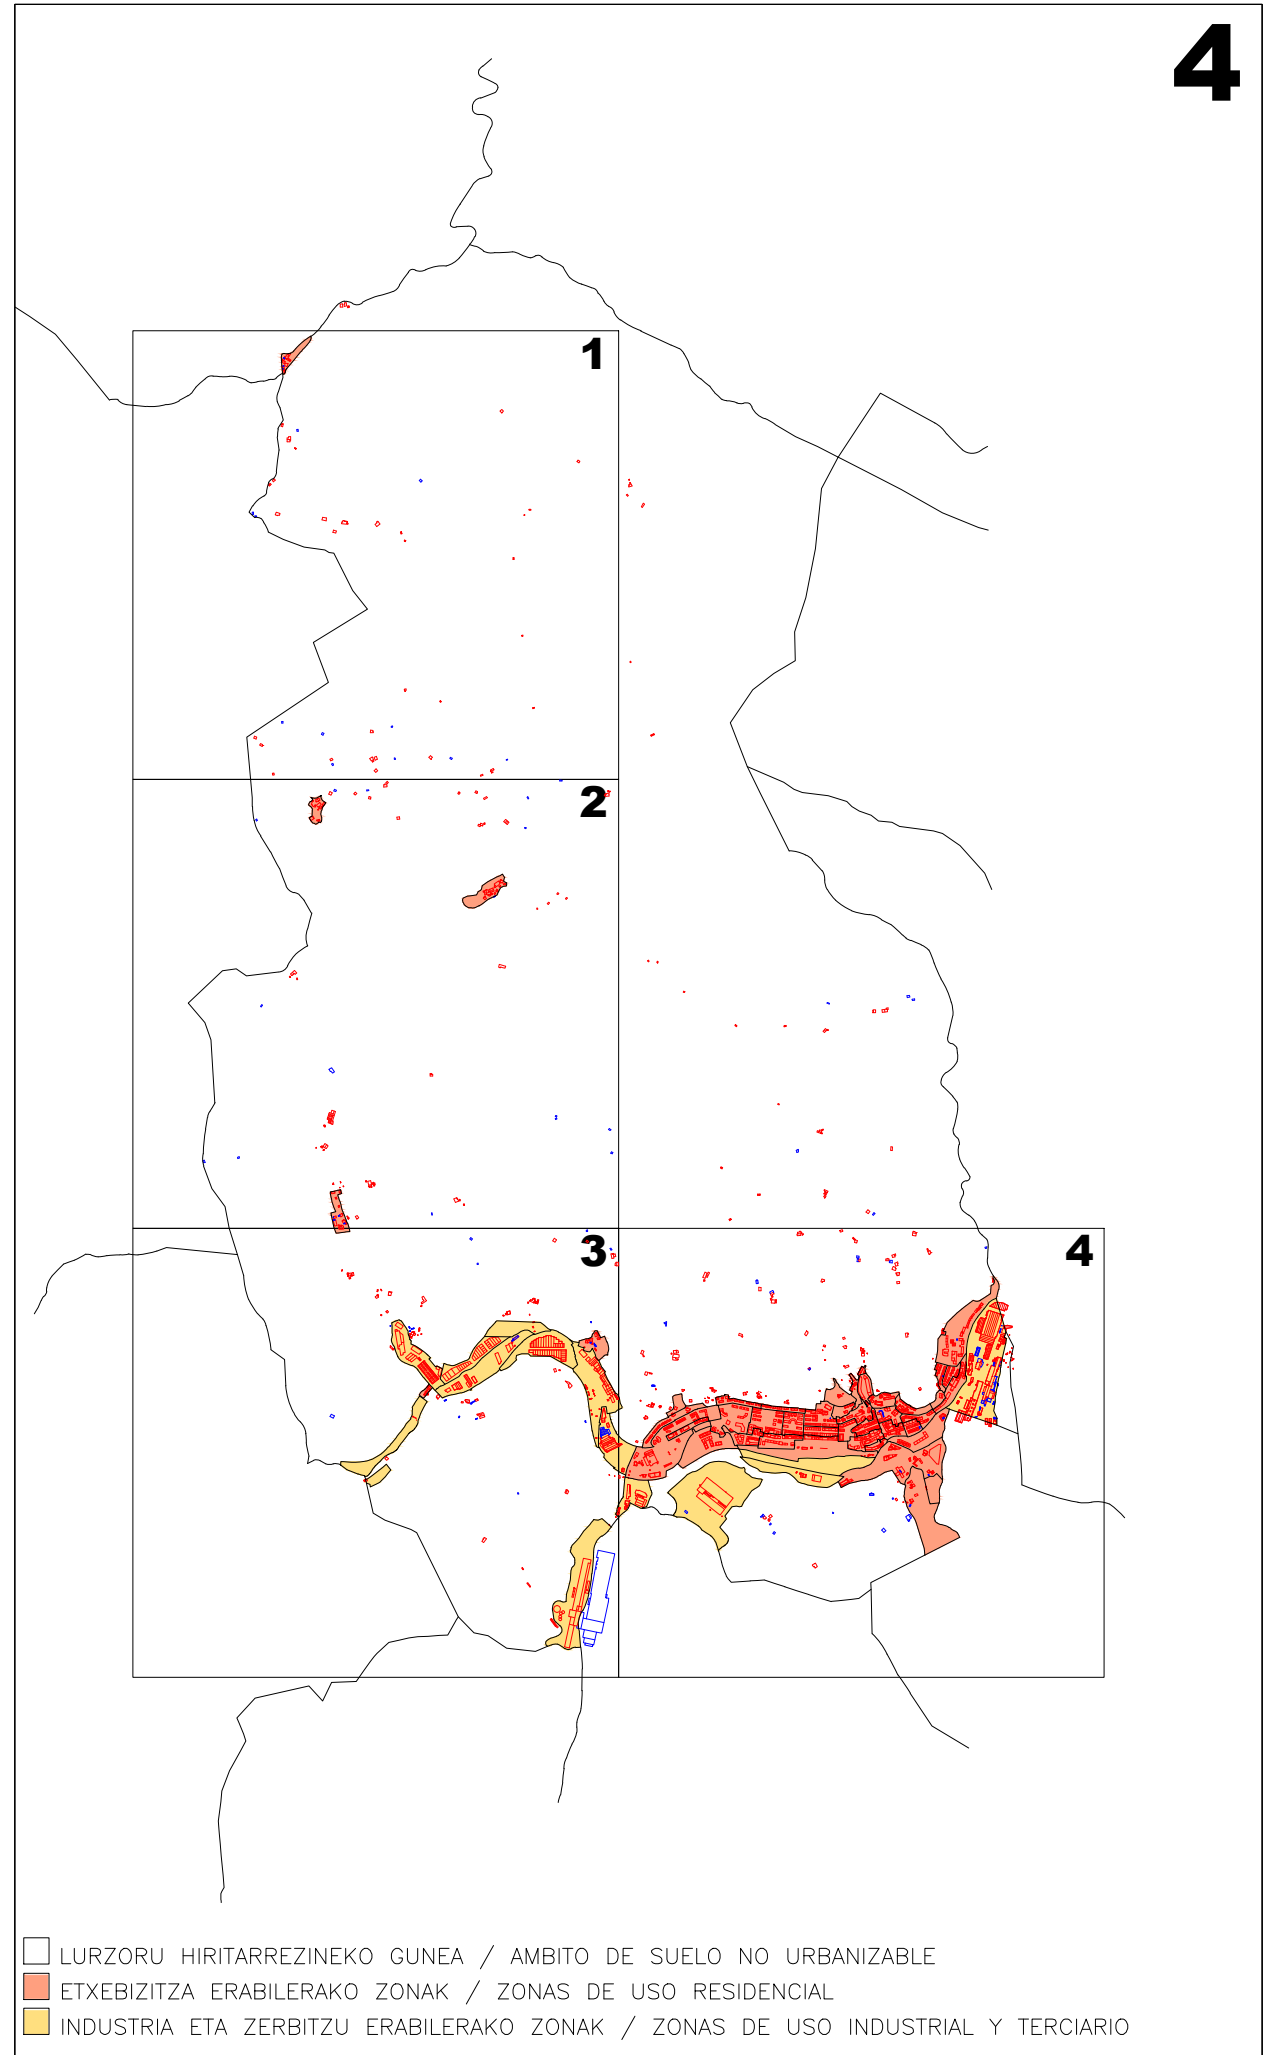 4
1
2
3
4
LURZORU HIRITARREZINEKO GUNEA / AMBITO DE SUELO NO URBANIZABLE
ETXEBIZITZA ERABILERAKO ZONAK / ZONAS DE USO RESIDENCIAL
INDUSTRIA ETA ZERBITZU ERABILERAKO ZONAK / ZONAS DE USO INDUSTRIAL Y TERCIARIO